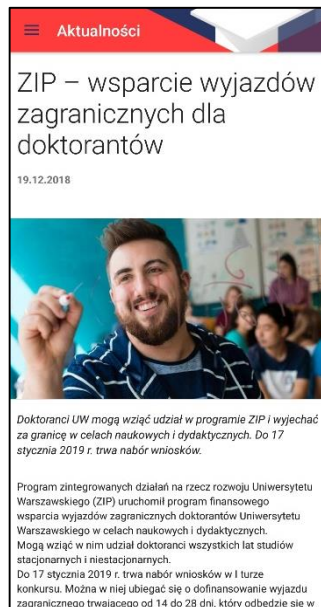 Aktualności
ZIP – wsparcie wyjazdów
zagranicznych dla
doktorantów
19.12.2018
Doktoranci UW mogą wziąć udział w programie ZIP i wyjechać
za granicę w celach naukowych i dydaktycznych. Do 17
stycznia 2019 r. trwa nabór wniosków.
Program zintegrowanych działań na rzecz rozwoju Uniwersytetu
Warszawskiego (ZIP) uruchomił program finansowego
wsparcia wyjazdów zagranicznych doktorantów Uniwersytetu
Warszawskiego w celach naukowych i dydaktycznych.
Mogą wziąć w nim udział doktoranci wszystkich lat studiów
stacjonarnych i niestacjonarnych.
Do 17 stycznia 2019 r. trwa nabór wniosków w I turze
konkursu. Można w niej ubiegać się o dofinansowanie wyjazdu
zagranicznego trwającego od 14 do 28 dni, który odbędzie się w